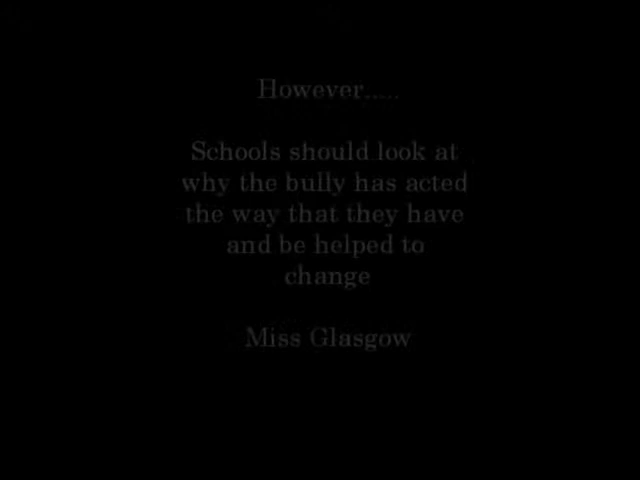 However.....
Schools should look at
why the bully has acted
the way that they have
and be helped to
change
Miss Glasgow